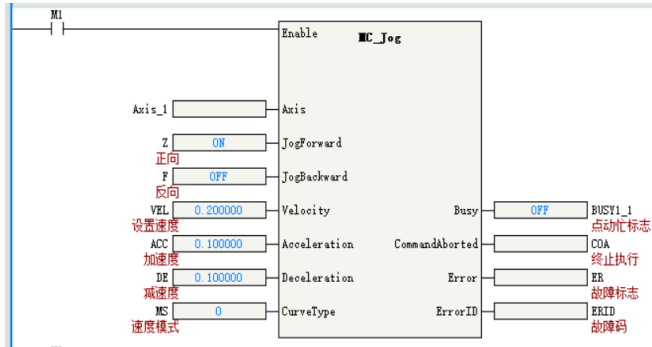 M1
Enable MC_Jog
Axis_1 Axis
Z ON JogForward
正向
F OFF JogBackward
反向
VEL 0.200000 Velocity Busy OFF BUSY1_1
设置速度 点动忙标志
ACC 0.100000 Acceleration CommandAborted COA
加速度 终止执行
DE 0.100000 Deceleration Error ER
减速度 故障标志
MS 0 CurveType ErrorID ERID
速度模式 故障码